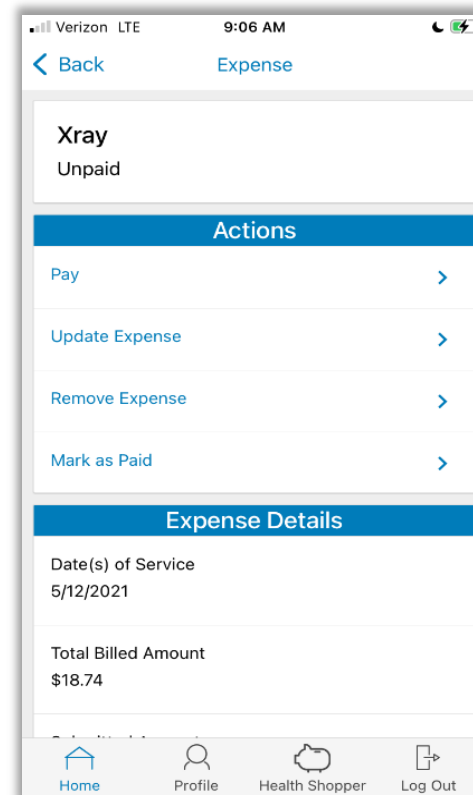 Verizon LTE 9:06 AM
Back Expense
Xray
Unpaid
Actions
Pay
Update Expense
Remove Expense
Mark as Paid
Expense Details
Date(s) of Service
5/12/2021
Total Billed Amount
$18.74
Home Profile Health Shopper Log Out